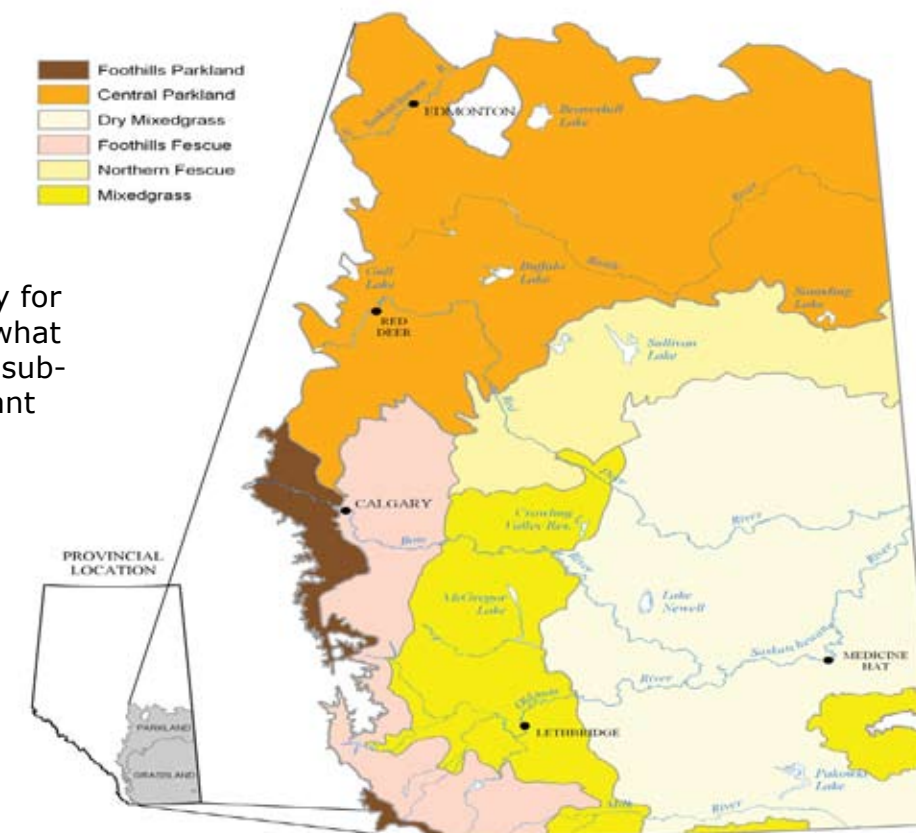 Foothills Parkland
Central Parkland
Dry Mixedgrass
Foothills Fescue
Northern Fescue
Mixedgrass
y for
what
sub-
ant
N. Saskatchewan R.
EDMONTON
Beaverhill
Lake
River
Battle
Gull
Lake
Buffalo
Lake
Sounding
Lake
RED
DEER
Sullivan
Lake
Red
Deer
River
CALGARY
Bow
River
Crawling
Valley Res.
McGregor
Lake
Lake
Newell
River
Saskatchewan
River
MEDICINE
HAT
Oldman
LETHBRIDGE
Pakowki
Lake
Milk
River
PROVINCIAL
LOCATION
PARKLAND
GRASSLAND